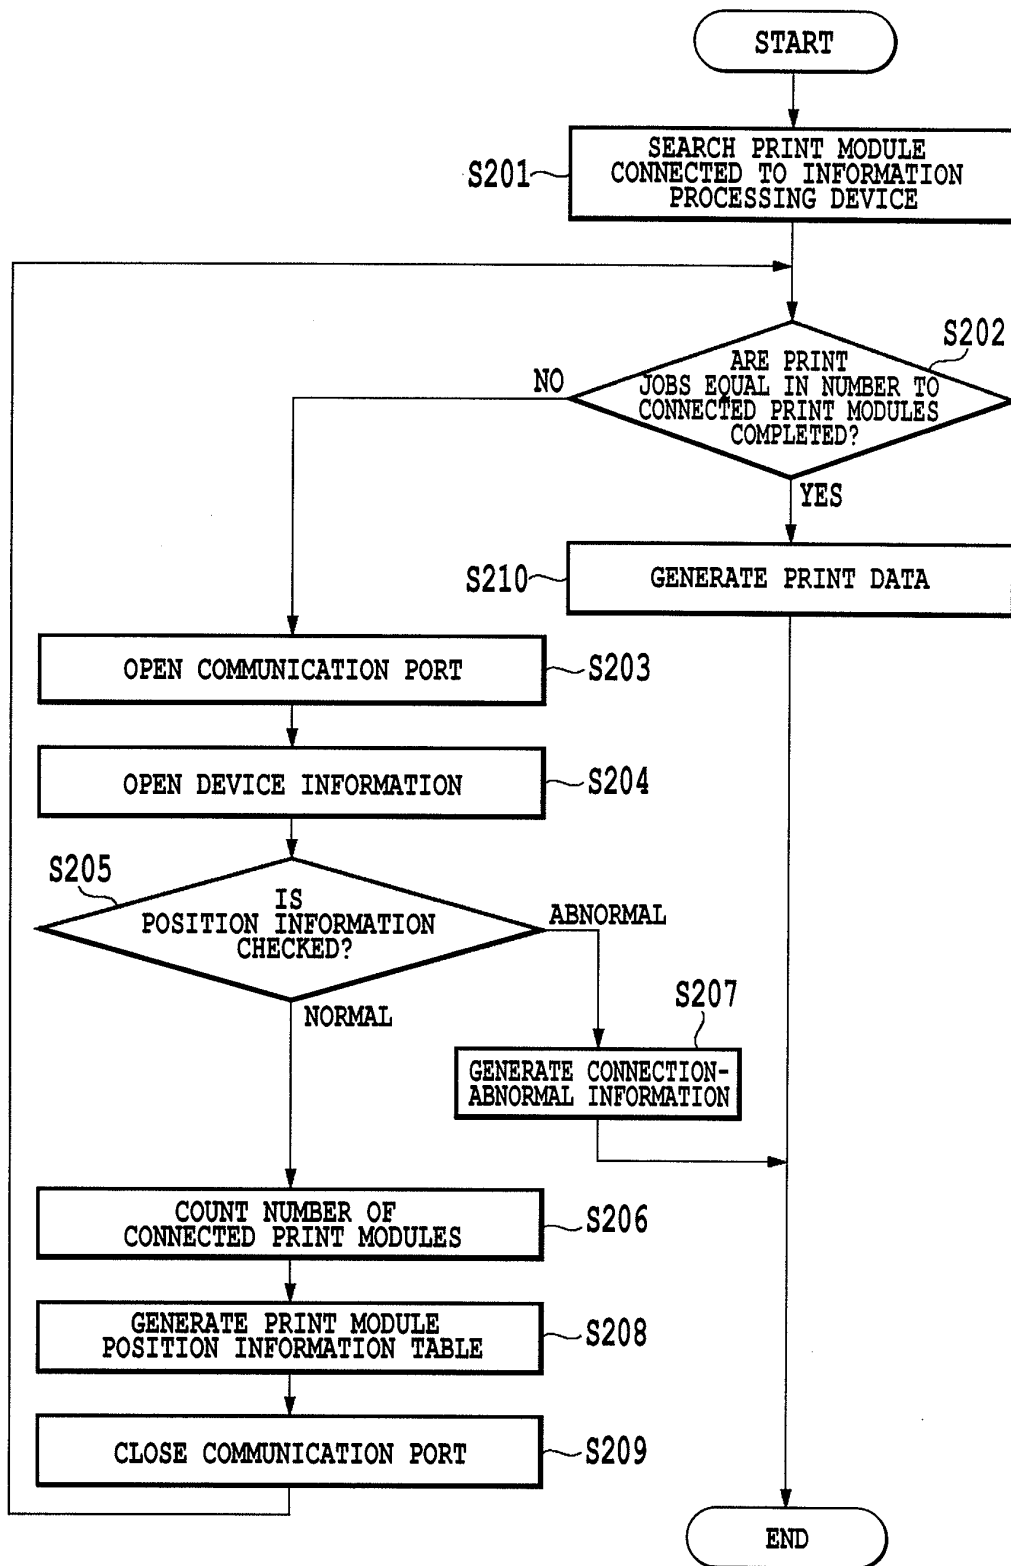 START
S201
SEARCH PRINT MODULE
CONNECTED TO INFORMATION
PROCESSING DEVICE
S202
ARE PRINT
JOBS EQUAL IN NUMBER TO
CONNECTED PRINT MODULES
COMPLETED?
NO
YES
S210
GENERATE PRINT DATA
OPEN COMMUNICATION PORT
S203
OPEN DEVICE INFORMATION
S204
S205
IS
POSITION INFORMATION
CHECKED?
ABNORMAL
NORMAL
S207
GENERATE CONNECTION-
ABNORMAL INFORMATION
COUNT NUMBER OF
CONNECTED PRINT MODULES
S206
GENERATE PRINT MODULE
POSITION INFORMATION TABLE
S208
CLOSE COMMUNICATION PORT
S209
END